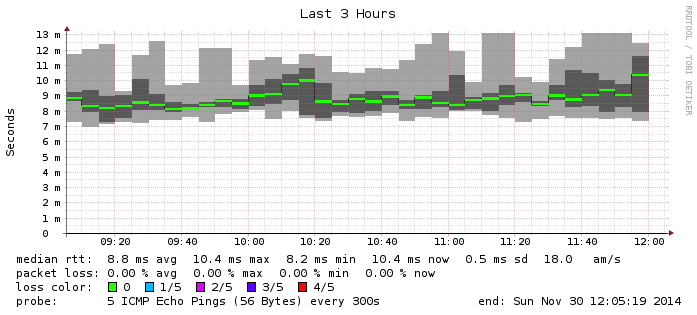 Last 3 Hours
RRDTOOL / TOBI OETIKER
Seconds
13 m
12 m
11 m
10 m
9 m
8 m
7 m
6 m
5 m
4 m
3 m
2 m
1 m
0
09:20 09:40 10:00 10:20 10:40 11:00 11:20 11:40 12:00
median rtt: 8.8 ms avg 10.4 ms max 8.2 ms min 10.4 ms now 0.5 ms sd 18.0 am/s
packet loss: 0.00 % avg 0.00 % max 0.00 % min 0.00 % now
loss color: 0 1/5 2/5 3/5 4/5
probe: 5 ICMP Echo Pings (56 Bytes) every 300s end: Sun Nov 30 12:05:19 2014